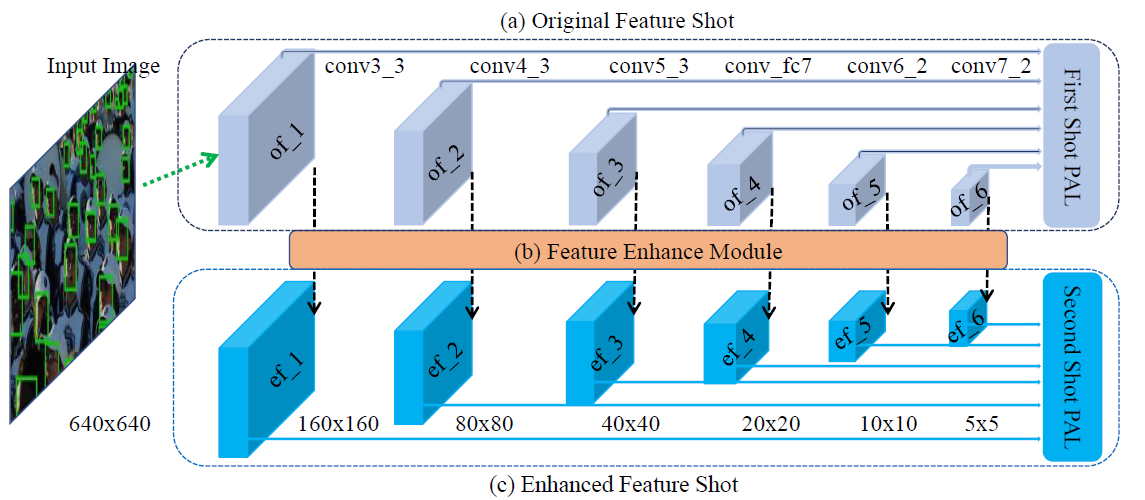 (a) Original Feature Shot
Input Image
conv3_3 conv4_3 conv5_3 conv_fc7 conv6_2 conv7_2
of_1 of_2 of_3 of_4 of_5 of_6
First Shot PAL
(b) Feature Enhance Module
ef_1 ef_2 ef_3 ef_4 ef_5 ef_6
Second Shot PAL
640x640 160x160 80x80 40x40 20x20 10x10 5x5
(c) Enhanced Feature Shot